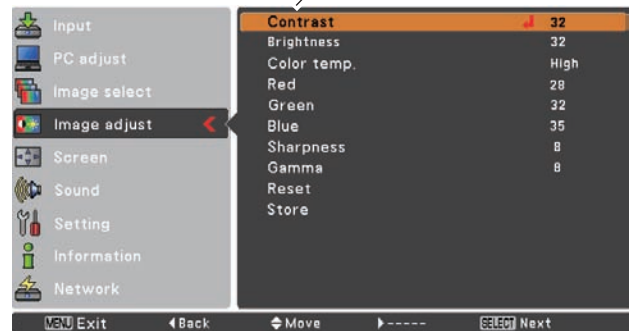 Input
PC adjust
Image select
Image adjust
Screen
Sound
Setting
Information
Network
Contrast 32
Brightness 32
Color temp. High
Red 28
Green 32
Blue 35
Sharpness 8
Gamma 8
Reset
Store
MENU Exit Back Move ----- SELECT Next